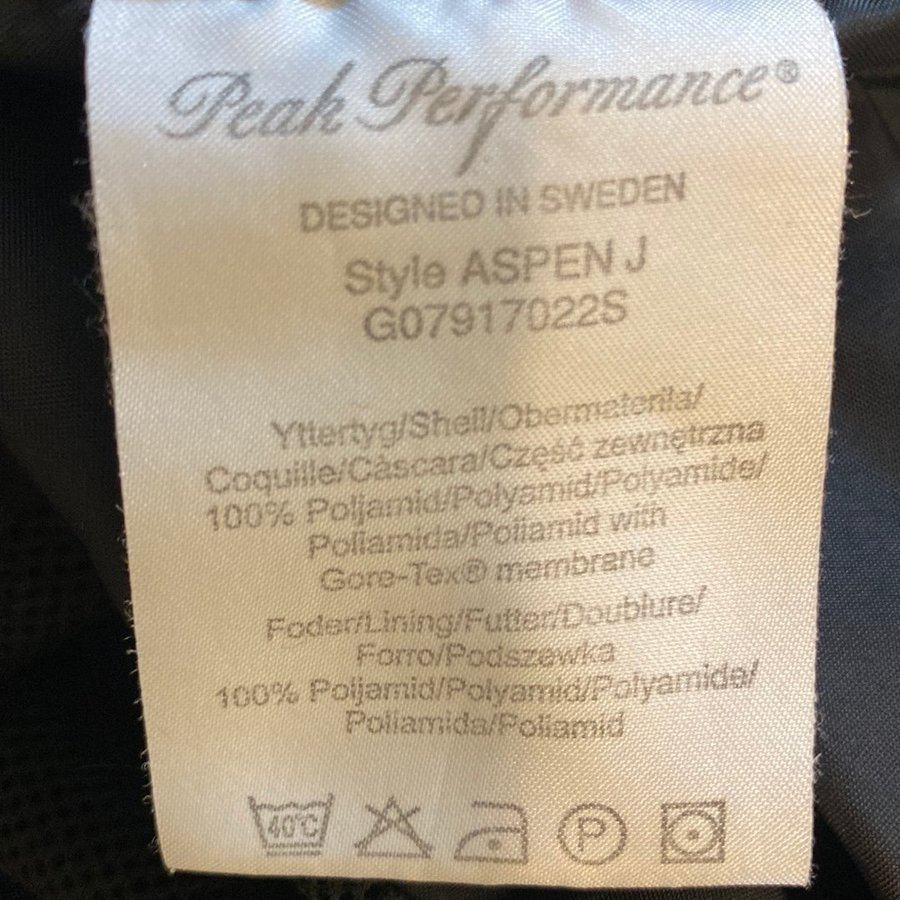 Peak Performance®
DESIGNED IN SWEDEN
Style ASPEN J
G07917022S
Yttertyg/Shell/Obermaterila/
Coquille/Càscara/Część zewnętrzna
100% Poljamid/Polyamid/Polyamide/
Poliamida/Poliamid with
Gore-Tex® membrane
Foder/Lining/Futter/Doublure/
Forro/Podszewka
100% Poljamid/Polyamid/Polyamide/
Poliamida/Poliamid
40°C P